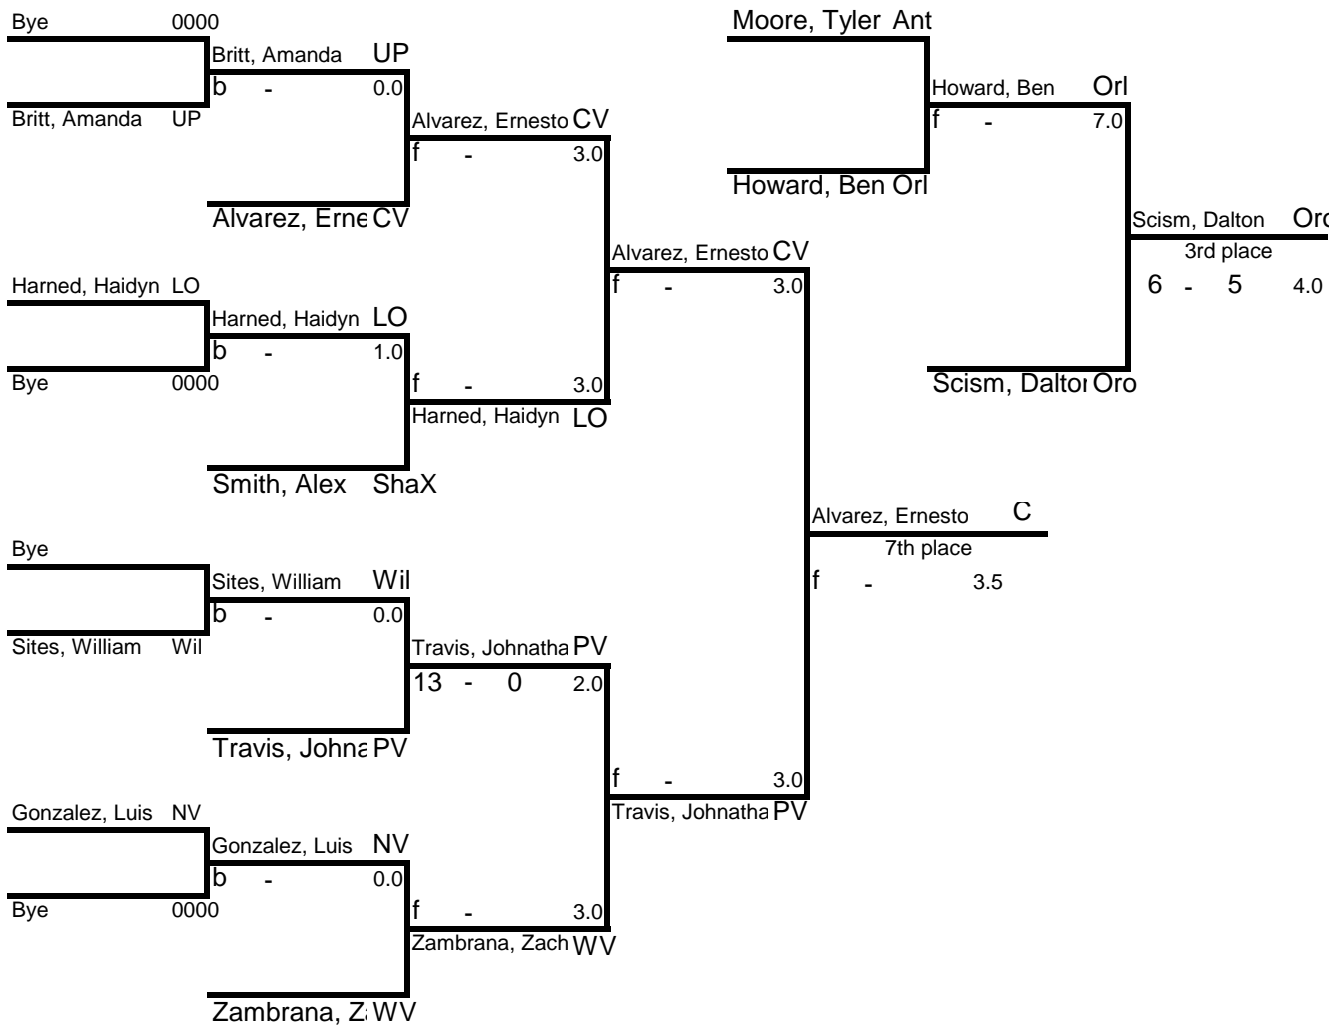 Bye 0000
Britt, Amanda UP
b - 0.0
Britt, Amanda UP
Alvarez, Ernesto CV
f - 3.0
Alvarez, Erne CV
Harned, Haidyn LO
Harned, Haidyn LO
b - 1.0
Bye 0000
Alvarez, Ernesto CV
f - 3.0
f - 3.0
Harned, Haidyn LO
Smith, Alex ShaX
Bye
Sites, William Wil
b - 0.0
Sites, William Wil
Travis, Johnatha PV
13 - 0 2.0
Travis, Johna PV
Gonzalez, Luis NV
Gonzalez, Luis NV
b - 0.0
Bye 0000
f - 3.0
Travis, Johnatha PV
f - 3.0
Zambrana, Zach WV
Zambrana, Za WV
Alvarez, Ernesto C
7th place
f - 3.5
Moore, Tyler Ant
Howard, Ben Orl
f - 7.0
Howard, Ben Orl
Scism, Dalton Oro
3rd place
6 - 5 4.0
Scism, Dalton Oro